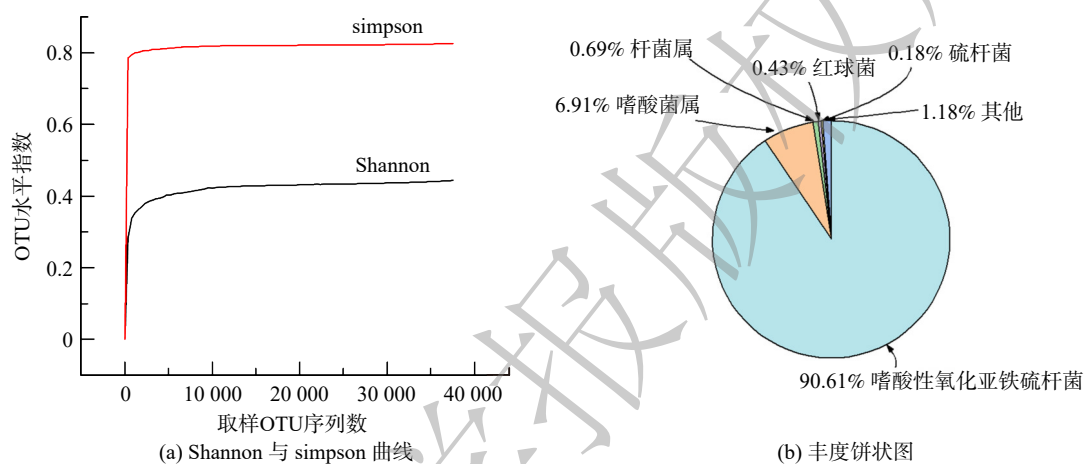 simpson
Shannon
0.8
0.6
0.4
0.2
0
OTU水平指数
0
10 000
20 000
30 000
40 000
取样OTU序列数
(a) Shannon 与 simpson 曲线
0.69% 杆菌属
0.43% 红球菌
0.18% 硫杆菌
6.91% 嗜酸菌属
1.18% 其他
90.61% 嗜酸性氧化亚铁硫杆菌
(b) 丰度饼状图
报版权